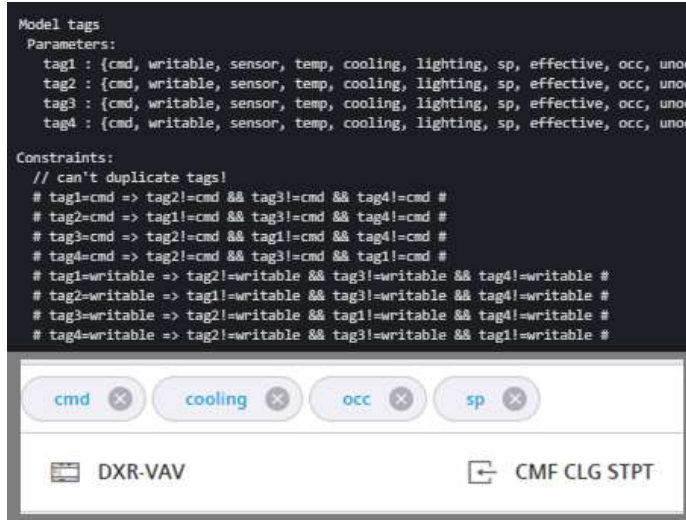 Model tags
Parameters:
tag1 : {cmd, writable, sensor, temp, cooling, lighting, sp, effective, occ,
tag2 : {cmd, writable, sensor, temp, cooling, lighting, sp, effective, occ,
tag3 : {cmd, writable, sensor, temp, cooling, lighting, sp, effective, occ,
tag4 : {cmd, writable, sensor, temp, cooling, lighting, sp, effective, occ,
Constraints:
// can't duplicate tags!
# tag1=cmd => tag2!=cmd && tag3!=cmd && tag4!=cmd #
# tag2=cmd => tag1!=cmd && tag3!=cmd && tag4!=cmd #
# tag3=cmd => tag2!=cmd && tag1!=cmd && tag4!=cmd #
# tag4=cmd => tag2!=cmd && tag3!=cmd && tag1!=cmd #
# tag1=writable => tag2!=writable && tag3!=writable && tag4!=writable #
# tag2=writable => tag1!=writable && tag3!=writable && tag4!=writable #
# tag3=writable => tag2!=writable && tag1!=writable && tag4!=writable #
# tag4=writable => tag2!=writable && tag3!=writable && tag1!=writable #
cmd cooling occ sp
DXR-VAV CMF CLG STPT